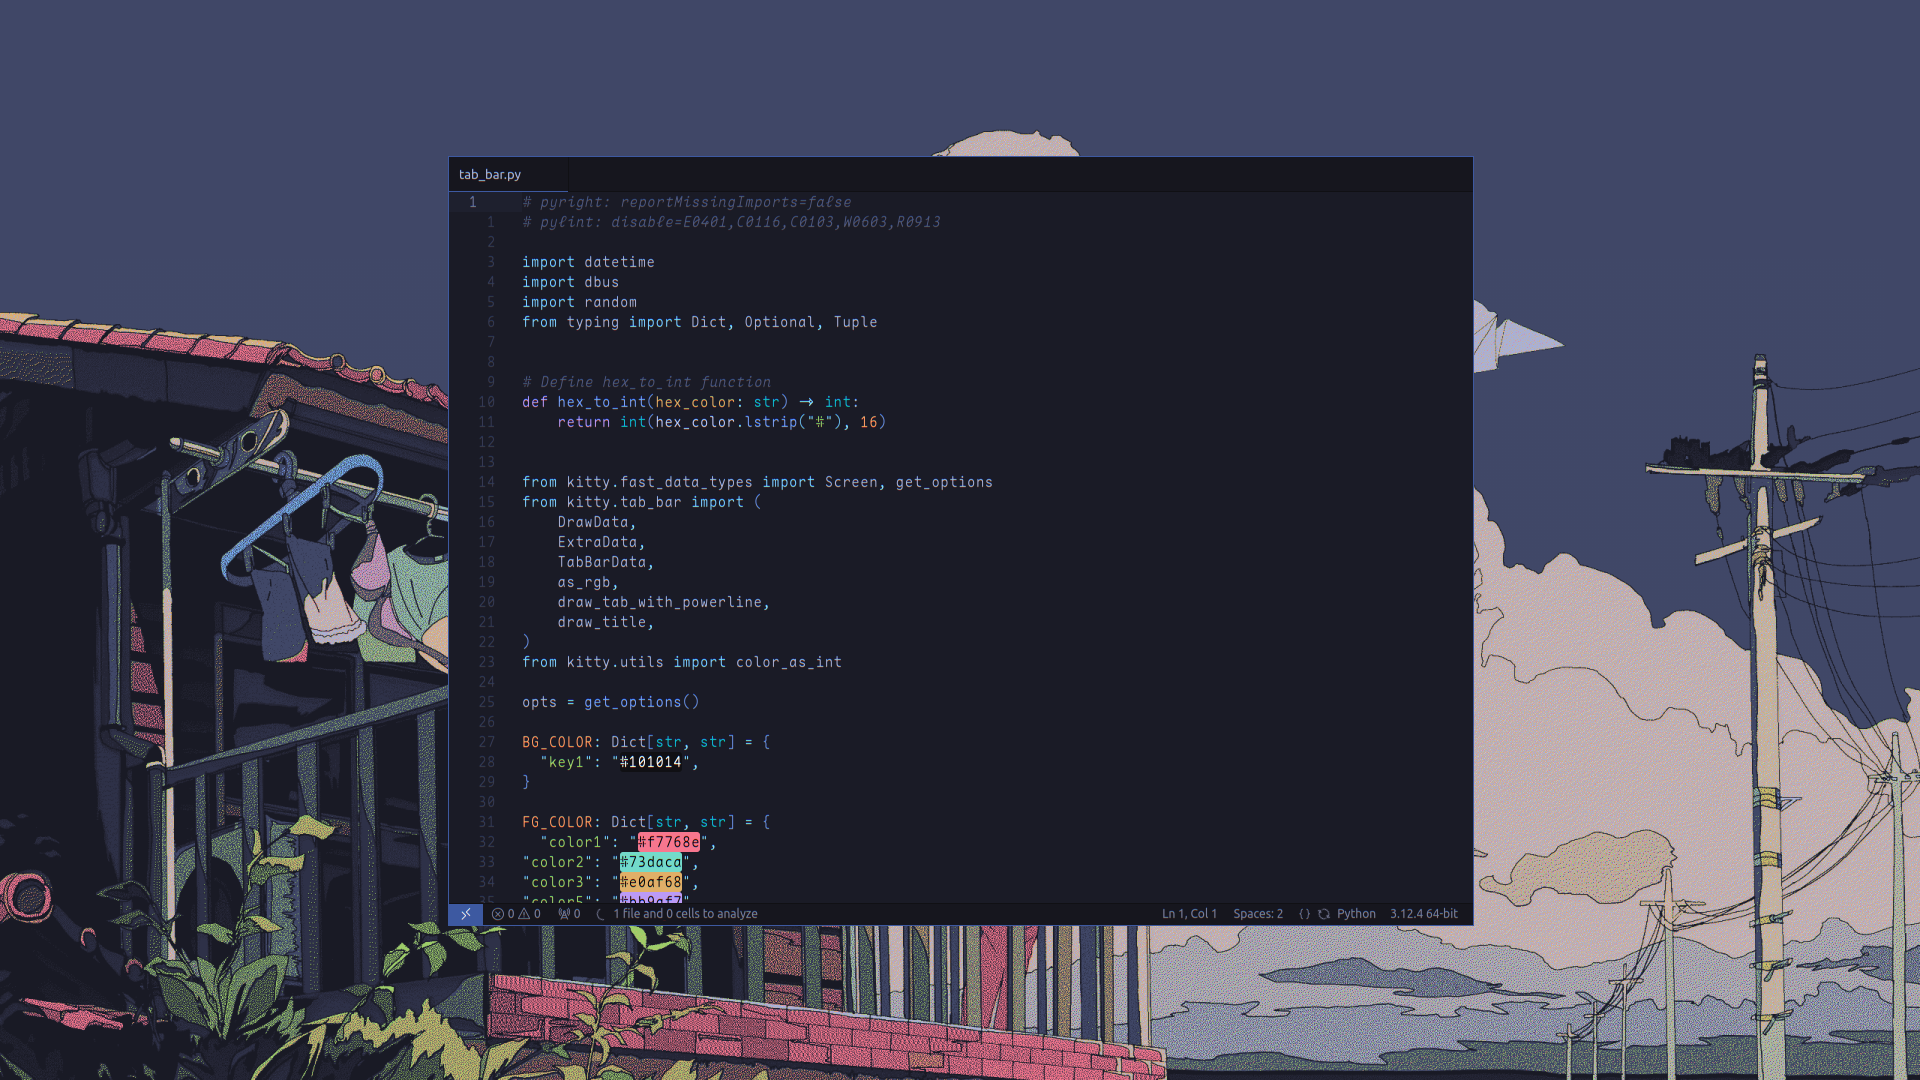 tab_bar.py
1 # pyright: reportMissingImports=false
1 # pylint: disable=E0401,C0116,C0103,W0603,R0913
2
3 import datetime
4 import dbus
5 import random
6 from typing import Dict, Optional, Tuple
7
8
9 # Define hex_to_int function
10 def hex_to_int(hex_color: str) -> int:
11     return int(hex_color.lstrip("#"), 16)
12
13
14 from kitty.fast_data_types import Screen, get_options
15 from kitty.tab_bar import (
16     DrawData,
17     ExtraData,
18     TabBarData,
19     as_rgb,
20     draw_tab_with_powerline,
21     draw_title,
22 )
23 from kitty.utils import color_as_int
24
25 opts = get_options()
26
27 BG_COLOR: Dict[str, str] = {
28   "key1": "#101014",
29 }
30
31 FG_COLOR: Dict[str, str] = {
32   "color1": "#f7768e",
33 "color2": "#73daca",
34 "color3": "#e0af68",
35 "color5": "#bb9af7"
0 0 0 1 file and 0 cells to analyze Ln 1, Col 1 Spaces: 2 {} Python 3.12.4 64-bit